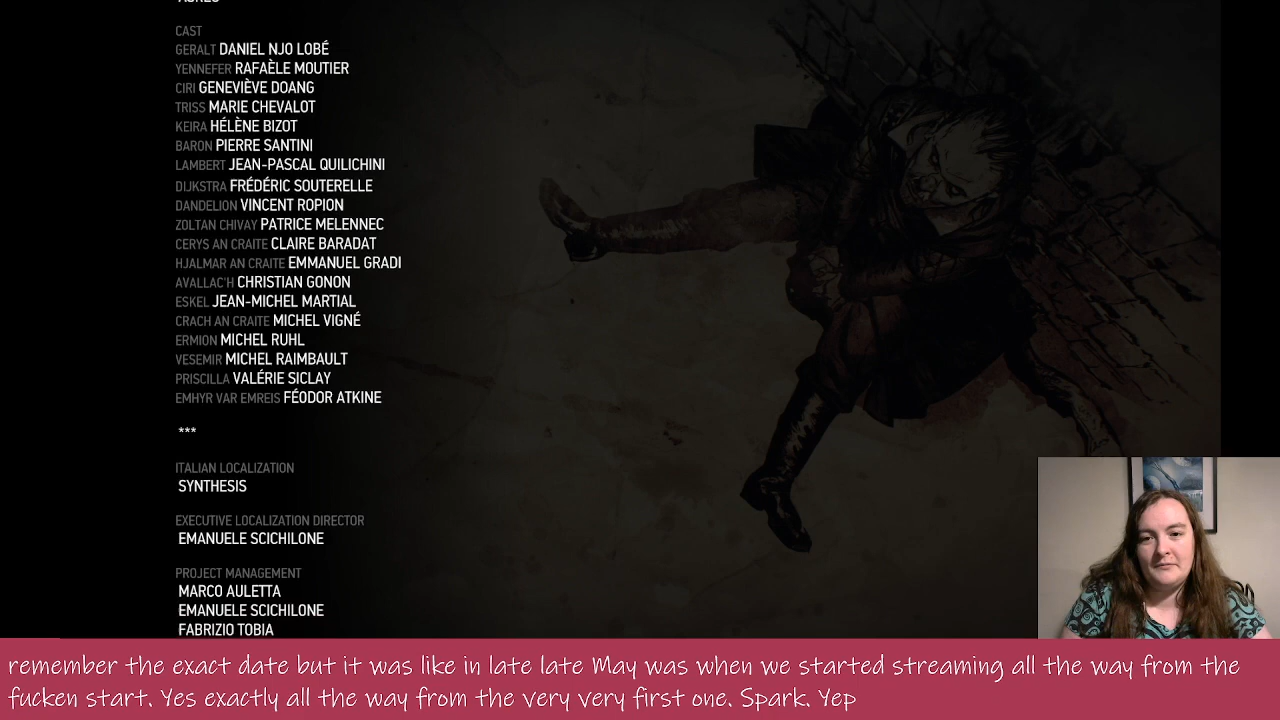 CAST
GERALT DANIEL NJO LOBÉ
YENNEFER RAFAÈLE MOUTIER
CIRI GENEVIÈVE DOANG
TRISS MARIE CHEVALOT
KEIRA HÉLÈNE BIZOT
BARON PIERRE SANTINI
LAMBERT JEAN-PASCAL QUILICHINI
DIJKSTRA FRÉDÉRIC SOUTERELLE
DANDELION VINCENT ROPION
ZOLTAN CHIVAY PATRICE MELENNEC
CERYS AN CRAITE CLAIRE BARADAT
HJALMAR AN CRAITE EMMANUEL GRADI
AVALLAC'H CHRISTIAN GONON
ESKEL JEAN-MICHEL MARTIAL
CRACH AN CRAITE MICHEL VIGNÉ
ERMION MICHEL RUHL
VESEMIR MICHEL RAIMBAULT
PRISCILLA VALÉRIE SICLAY
EMHYR VAR EMREIS FÉODOR ATKINE
***
ITALIAN LOCALIZATION
SYNTHESIS
EXECUTIVE LOCALIZATION DIRECTOR
EMANUELE SCICHILONE
PROJECT MANAGEMENT
MARCO AULETTA
EMANUELE SCICHILONE
FABRIZIO TOBIA
remember the exact date but it was like in late late May was when we started streaming all the way from the
fucken start. Yes exactly all the way from the very very first one. Spark. Yep